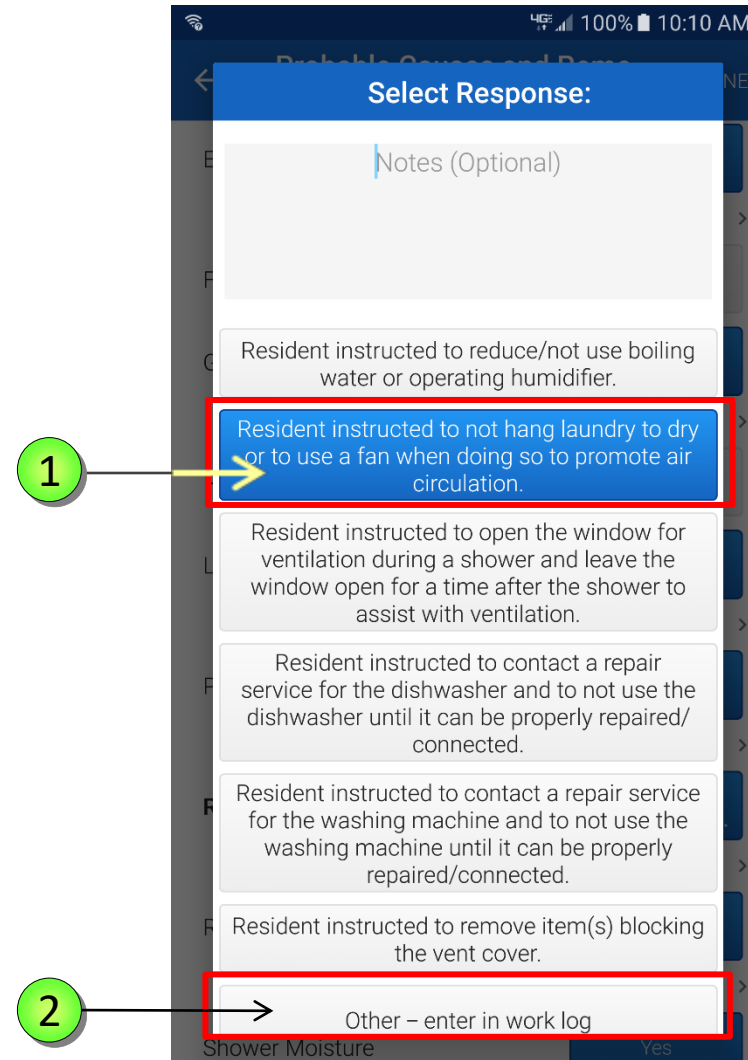 4G 100% 10:10 AM
Probable Causes and Reme
NE
Select Response:
Notes (Optional)
Resident instructed to reduce/not use boiling
water or operating humidifier.
1
Resident instructed to not hang laundry to dry
or to use a fan when doing so to promote air
circulation.
Resident instructed to open the window for
ventilation during a shower and leave the
window open for a time after the shower to
assist with ventilation.
Resident instructed to contact a repair
service for the dishwasher and to not use the
dishwasher until it can be properly repaired/
connected.
Resident instructed to contact a repair service
for the washing machine and to not use the
washing machine until it can be properly
repaired/connected.
Resident instructed to remove item(s) blocking
the vent cover.
2
Other – enter in work log
Shower Moisture Yes